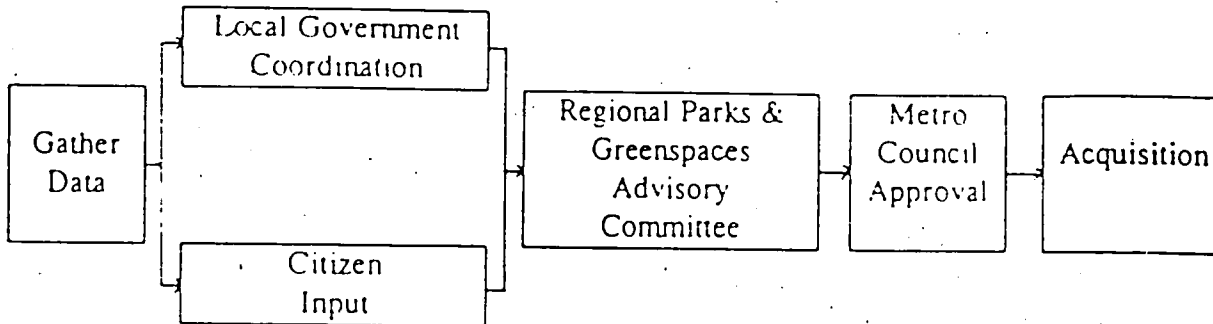 Local Government
Coordination
Gather
Data
Citizen
Input
Regional Parks &
Greenspaces
Advisory
Committee
Metro
Council
Approval
Acquisition